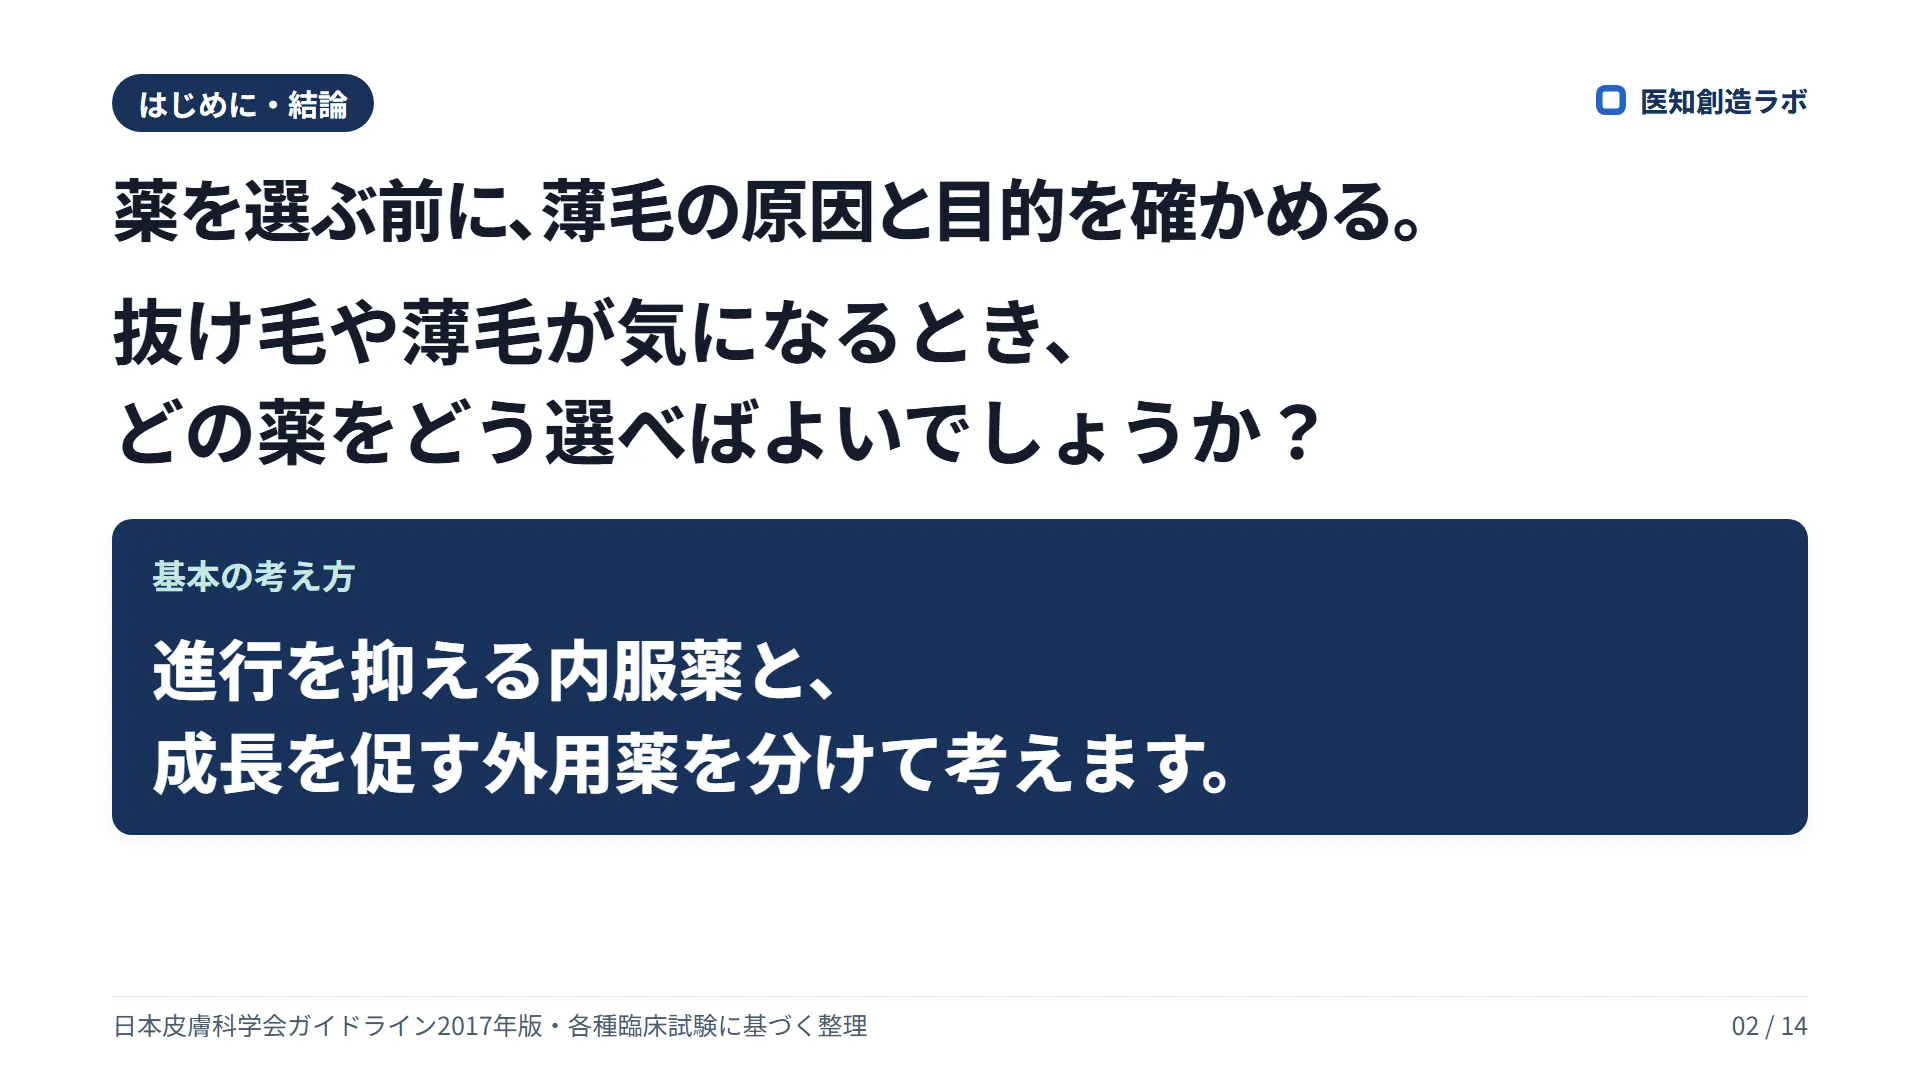 はじめに・結論
医知創造ラボ
薬を選ぶ前に、薄毛の原因と目的を確かめる。
抜け毛や薄毛が気になるとき、
どの薬をどう選べばよいでしょうか？
基本の考え方
進行を抑える内服薬と、
成長を促す外用薬を分けて考えます。
日本皮膚科学会ガイドライン2017年版・各種臨床試験に基づく整理
02 / 14